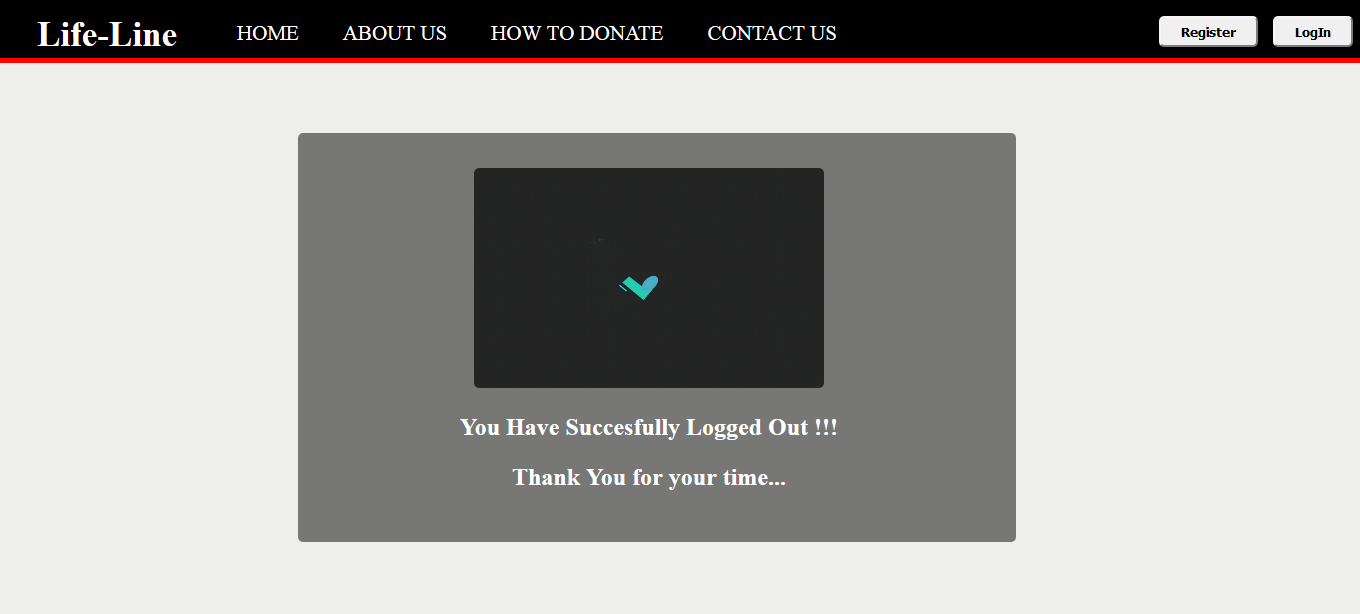 Life-Line HOME ABOUT US HOW TO DONATE CONTACT US Register LogIn
You Have Succesfully Logged Out !!!
Thank You for your time...